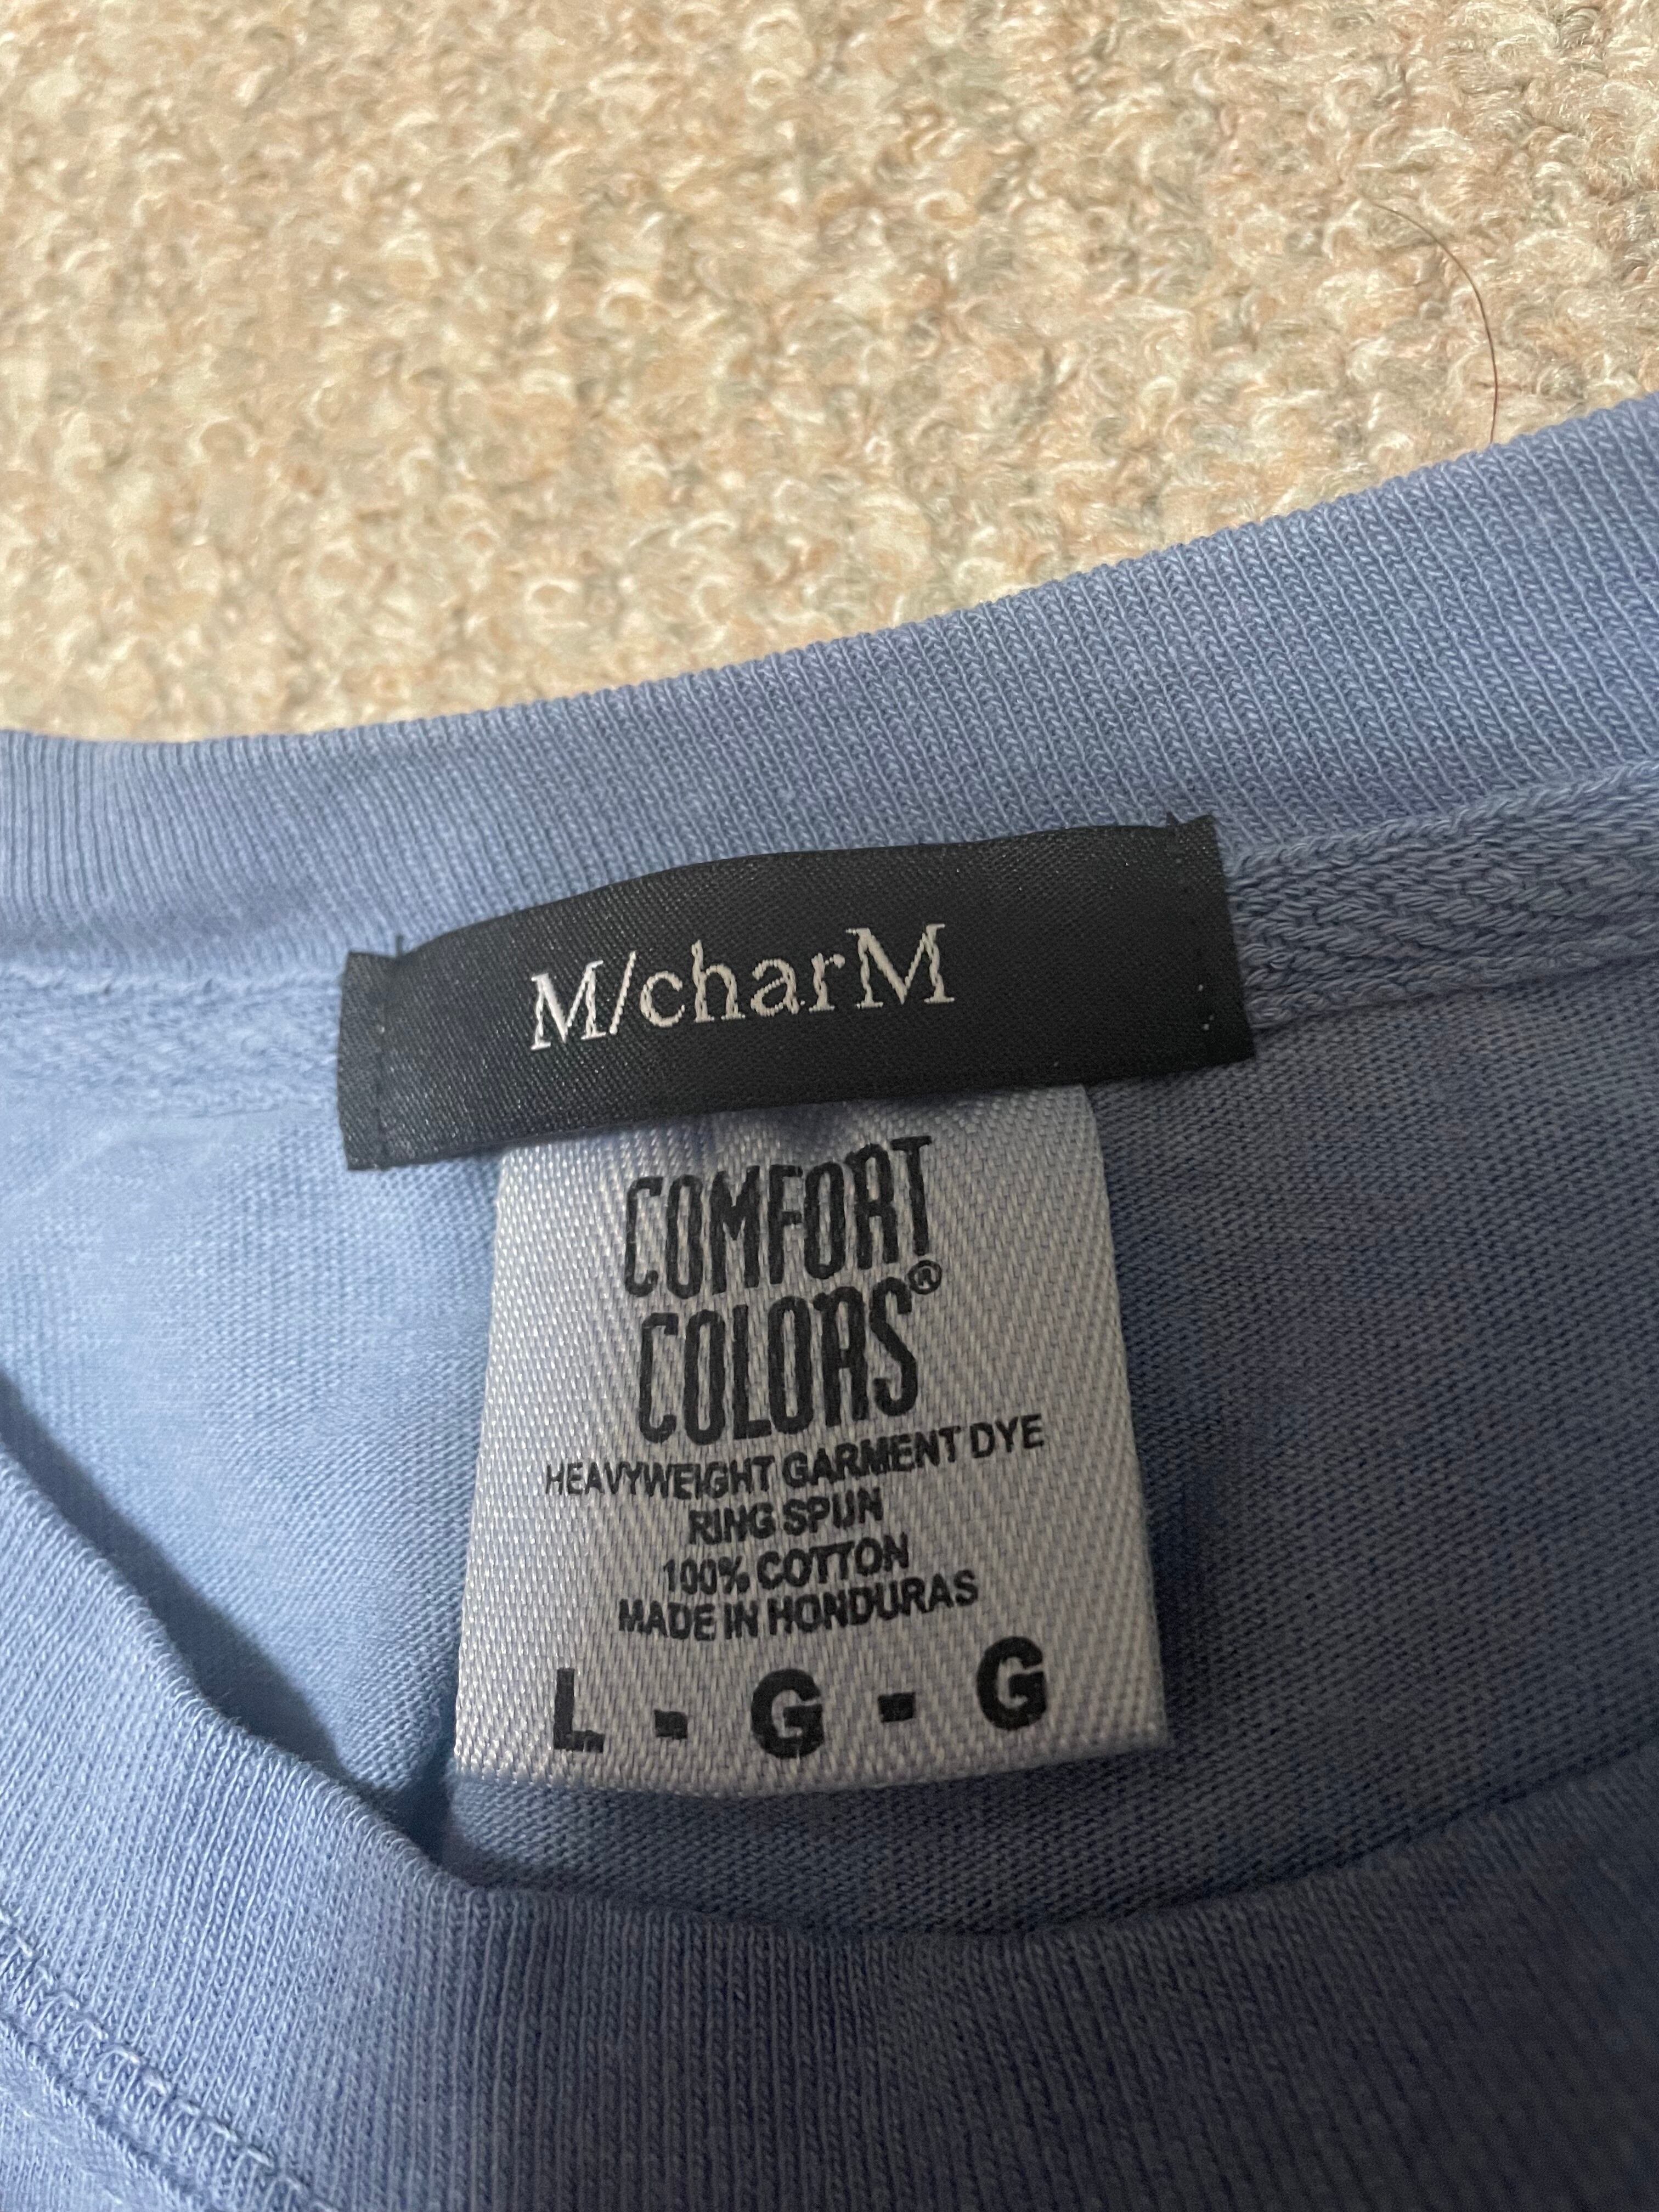 M/charM
COMFORT
COLORS®
HEAVYWEIGHT GARMENT DYE
RING SPUN
100% COTTON
MADE IN HONDURAS
L - G - G